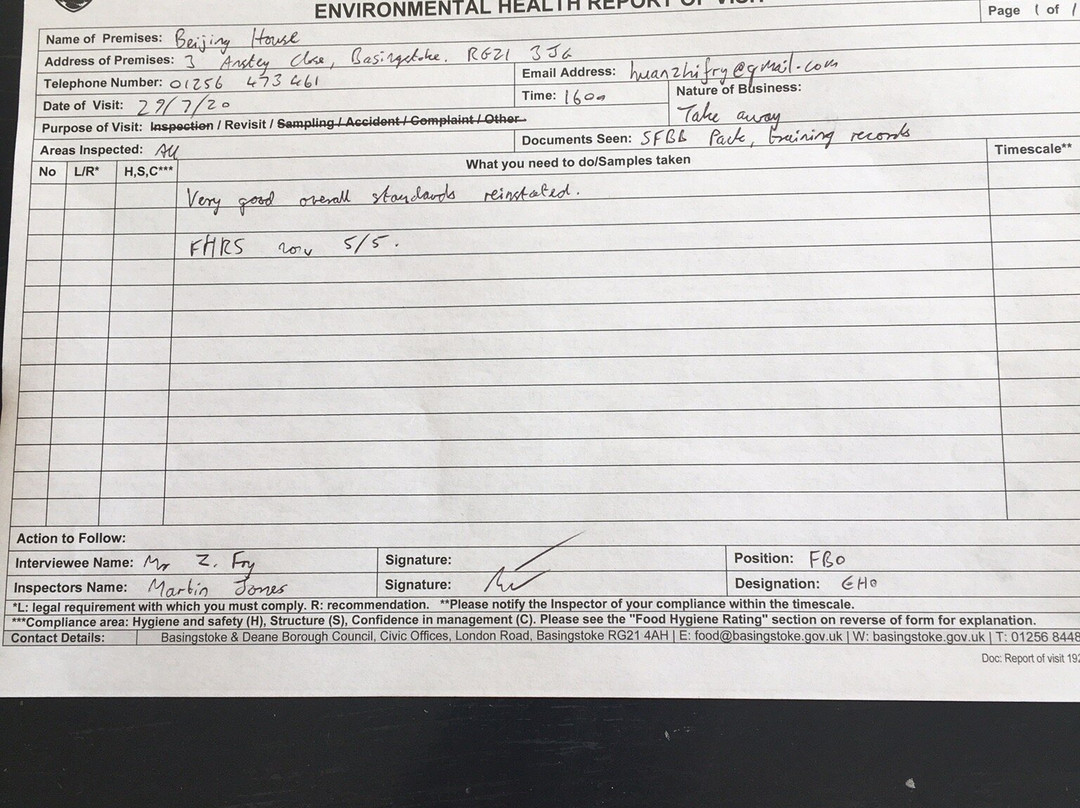 ENVIRONMENTAL HEALTH REPORT OF VISIT
Page 1 of 1
Name of Premises: Beijing House
Address of Premises: 3 Anstey Close, Basingstoke. RG21 3JG
Telephone Number: 01256 473461
Email Address: huanzhifry@gmail.com
Date of Visit: 29/7/20
Time: 1600
Nature of Business:
Take away
Purpose of Visit: Inspection / Revisit / Sampling / Accident / Complaint / Other
Documents Seen: SFBB Pack, training records
Areas Inspected: All
No L/R* H,S,C*** What you need to do/Samples taken Timescale**
Very good overall standards reinstated.
FHRS now 5/5.
Action to Follow:
Interviewee Name: Mr Z. Fry Signature: Position: FBO
Inspectors Name: Martin Jones Signature: Designation: EHO
*L: legal requirement with which you must comply. R: recommendation. **Please notify the Inspector of your compliance within the timescale.
***Compliance area: Hygiene and safety (H), Structure (S), Confidence in management (C). Please see the "Food Hygiene Rating" section on reverse of form for explanation.
Contact Details: Basingstoke & Deane Borough Council, Civic Offices, London Road, Basingstoke RG21 4AH | E: food@basingstoke.gov.uk | W: basingstoke.gov.uk | T: 01256 8448
Doc: Report of visit 192